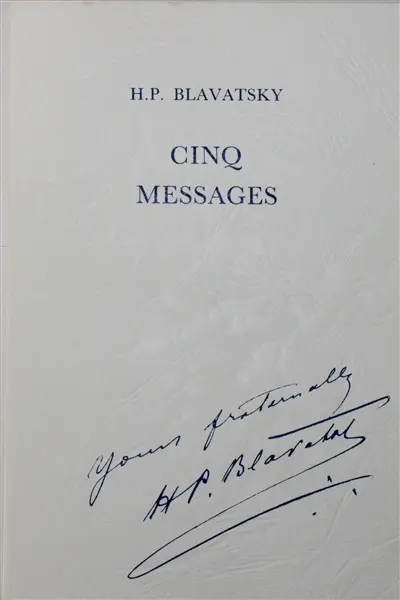 H.P. BLAVATSKY
CINQ
MESSAGES
Yours fraternally
H P. Blavatsky